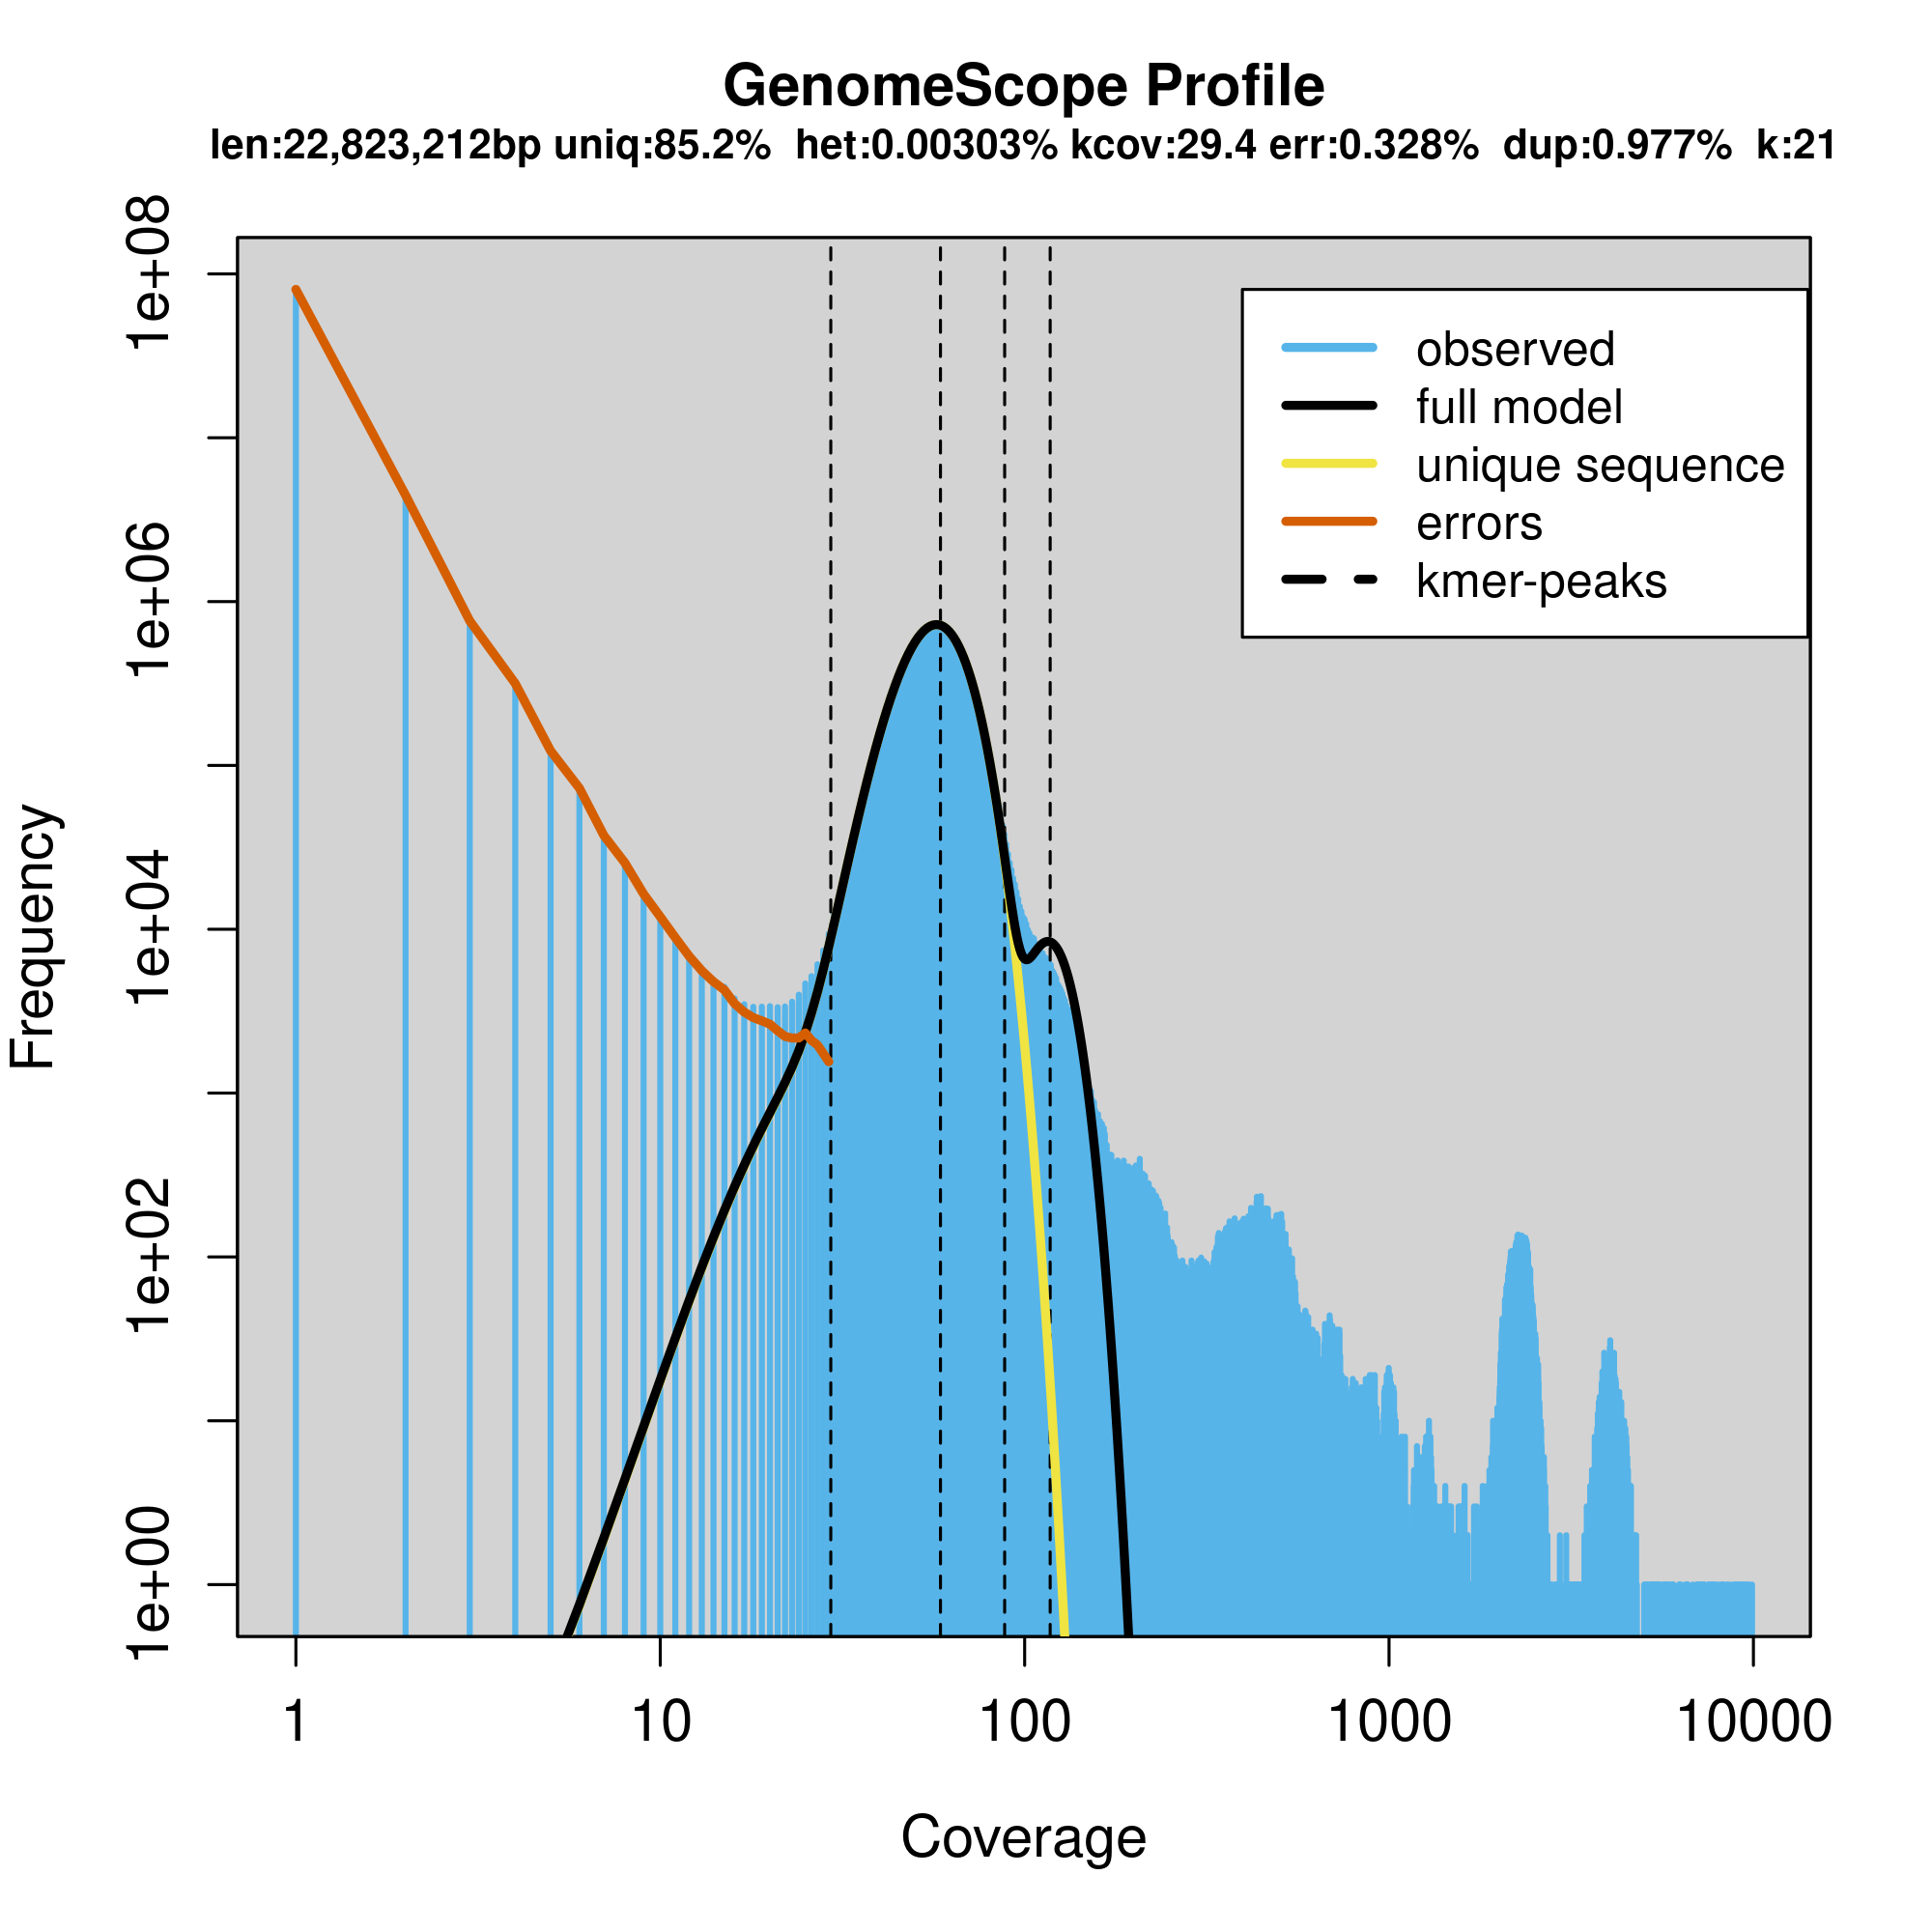 GenomeScope Profile
len:22,823,212bp uniq:85.2% het:0.00303% kcov:29.4 err:0.328% dup:0.977% k:21
1e+08
1e+06
1e+04
1e+02
1e+00
Frequency
observed
full model
unique sequence
errors
kmer-peaks
1 10 100 1000 10000
Coverage